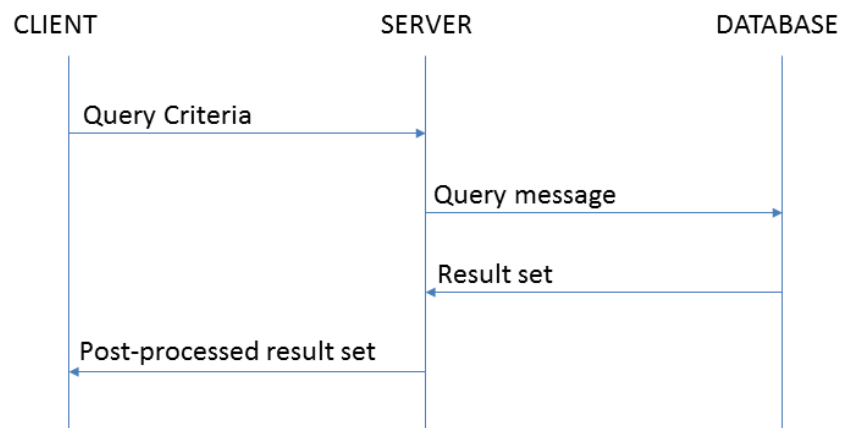 CLIENT SERVER DATABASE
Query Criteria
Query message
Result set
Post-processed result set